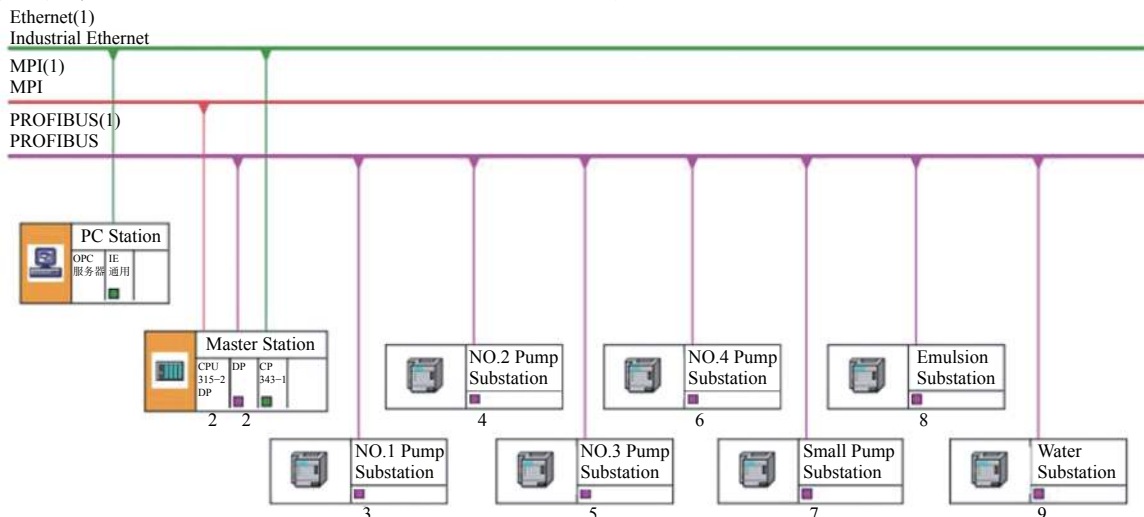 Ethernet(1)
Industrial Ethernet
MPI(1)
MPI
PROFIBUS(1)
PROFIBUS
PC Station
OPC
服务器
IE
通用
Master Station
CPU
315-2
DP
DP
CP
343-1
2
2
NO.2 Pump
Substation
4
NO.4 Pump
Substation
6
Emulsion
Substation
8
NO.1 Pump
Substation
3
NO.3 Pump
Substation
5
Small Pump
Substation
7
Water
Substation
9